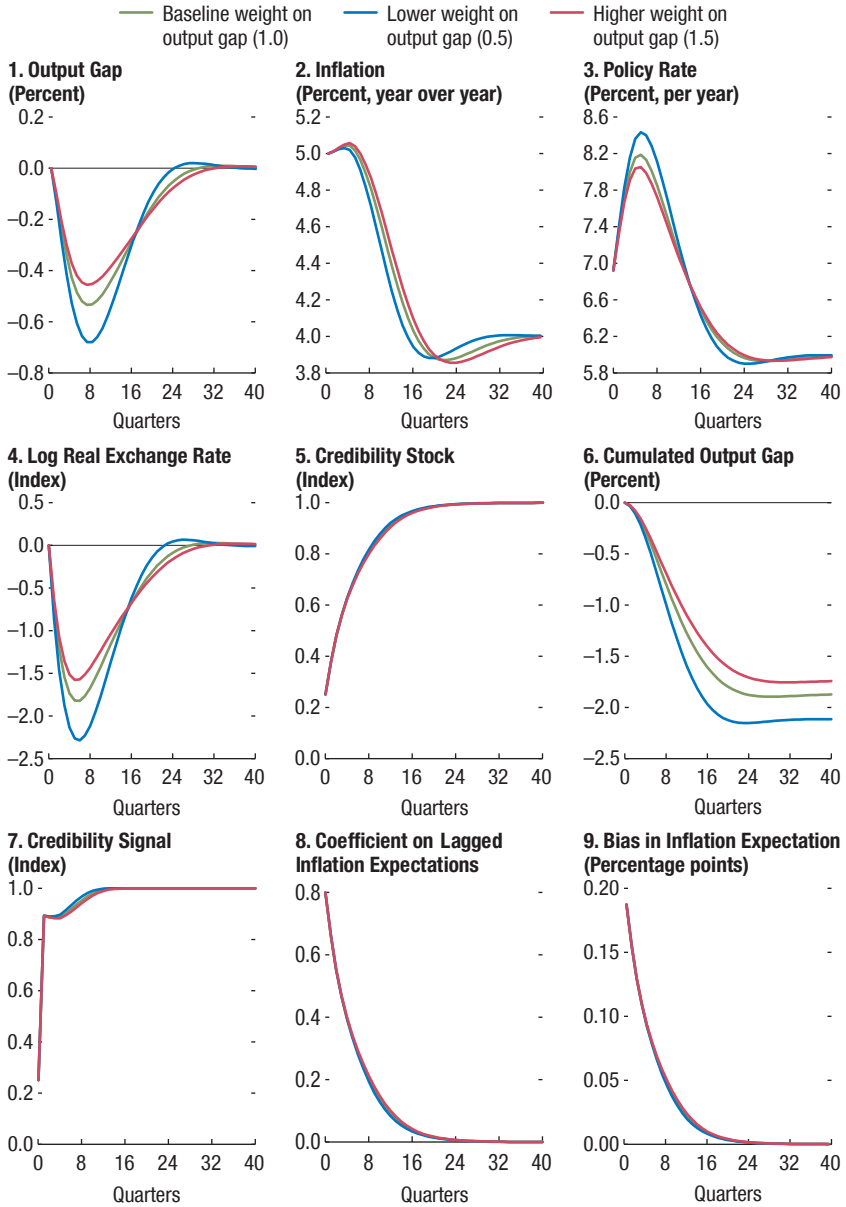 Baseline weight on output gap (1.0)
Lower weight on output gap (0.5)
Higher weight on output gap (1.5)
1. Output Gap
(Percent)
0.2
0.0
–0.2
–0.4
–0.6
–0.8
0 8 16 24 32 40
Quarters
2. Inflation
(Percent, year over year)
5.2
5.0
4.8
4.6
4.4
4.2
4.0
3.8
0 8 16 24 32 40
Quarters
3. Policy Rate
(Percent, per year)
8.6
8.2
7.8
7.4
7.0
6.6
6.2
5.8
0 8 16 24 32 40
Quarters
4. Log Real Exchange Rate
(Index)
0.5
0.0
–0.5
–1.0
–1.5
–2.0
–2.5
0 8 16 24 32 40
Quarters
5. Credibility Stock
(Index)
1.0
0.8
0.6
0.4
0.2
0.0
0 8 16 24 32 40
Quarters
6. Cumulated Output Gap
(Percent)
0.0
–0.5
–1.0
–1.5
–2.0
–2.5
0 8 16 24 32 40
Quarters
7. Credibility Signal
(Index)
1.0
0.8
0.6
0.4
0.2
0.0
0 8 16 24 32 40
Quarters
8. Coefficient on Lagged
Inflation Expectations
0.8
0.6
0.4
0.2
0.0
0 8 16 24 32 40
Quarters
9. Bias in Inflation Expectation
(Percentage points)
0.20
0.15
0.10
0.05
0.00
0 8 16 24 32 40
Quarters